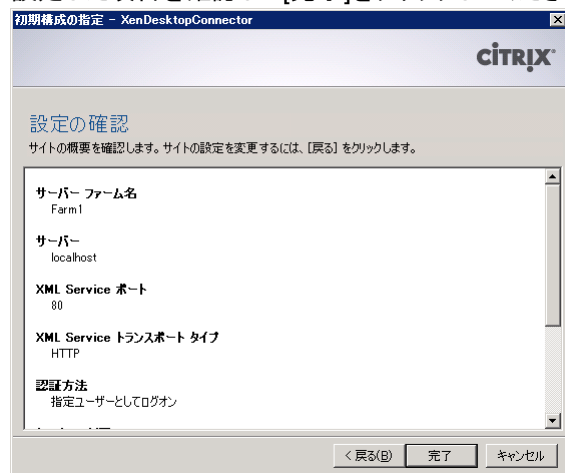 初期構成の指定 - XenDesktopConnector
CİTRIX
設定の確認
サイトの概要を確認します。サイトの設定を変更するには、[戻る] をクリックします。
サーバー ファーム名
Farm1
サーバー
localhost
XML Service ポート
80
XML Service トランスポート タイプ
HTTP
認証方法
指定ユーザーとしてログオン
< 戻る(B)
完了
キャンセル